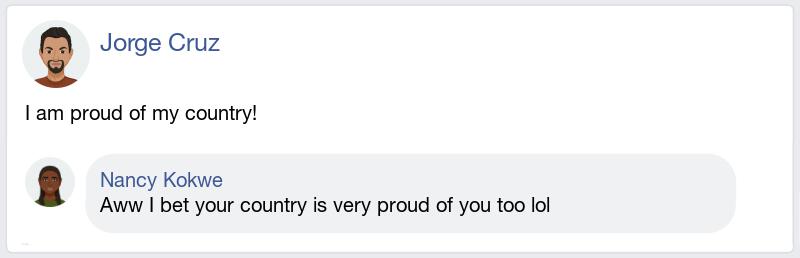 Jorge Cruz
I am proud of my country!
Nancy Kokwe
Aww I bet your country is very proud of you too lol